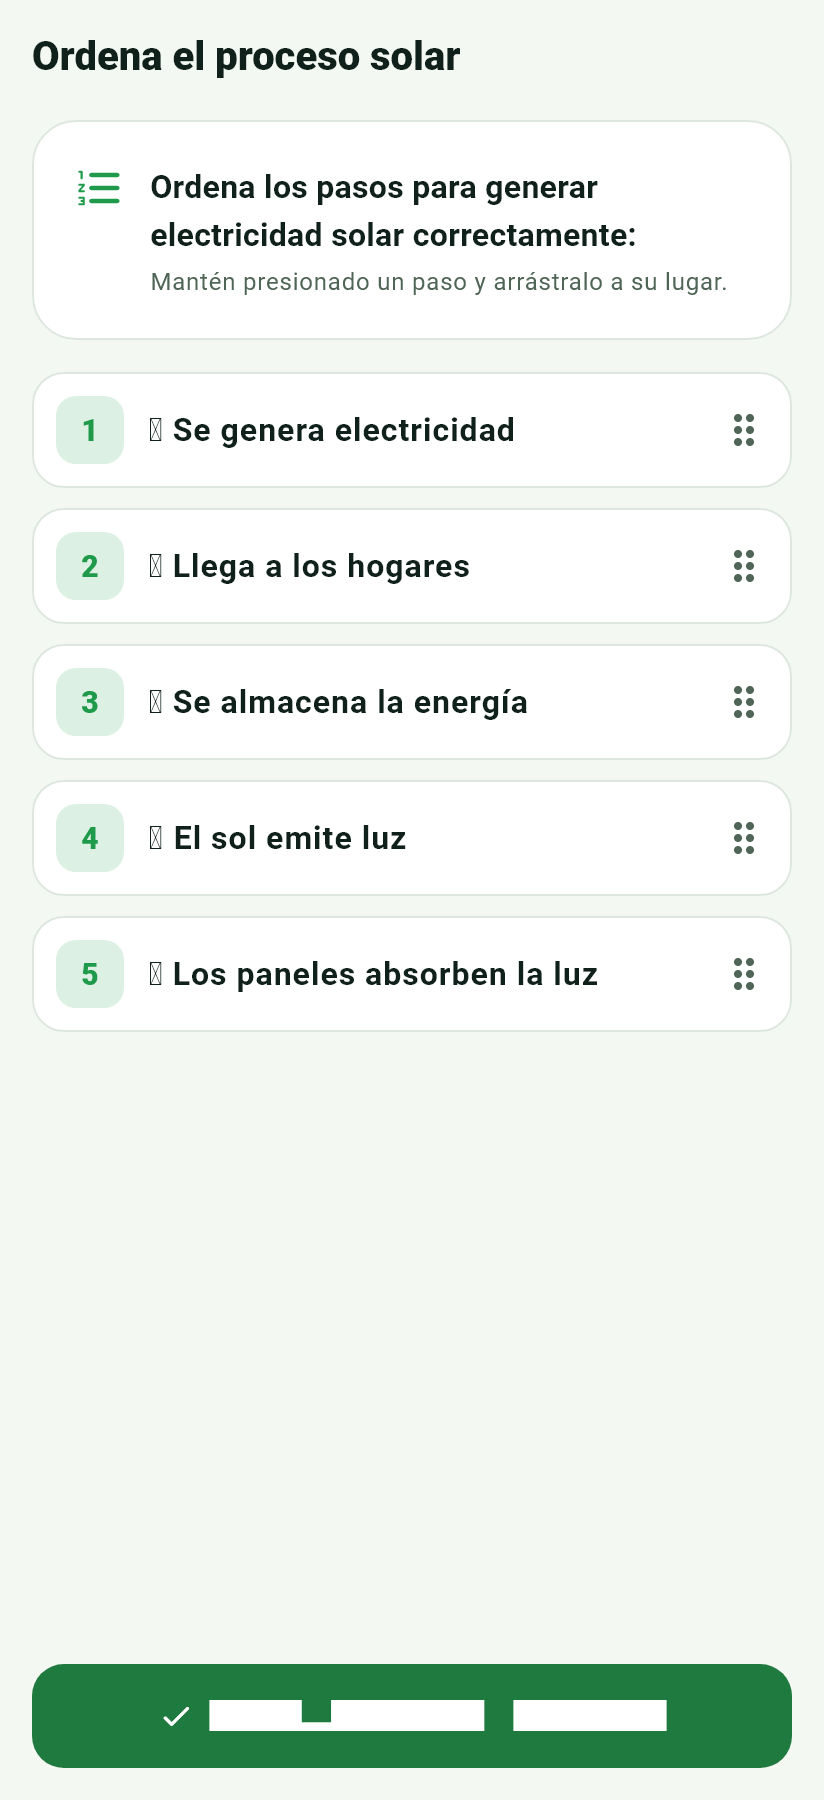 Ordena el proceso solar
Ordena los pasos para generar
electricidad solar correctamente:
Mantén presionado un paso y arrástralo a su lugar.
1 Se genera electricidad
2 Llega a los hogares
3 Se almacena la energía
4 El sol emite luz
5 Los paneles absorben la luz